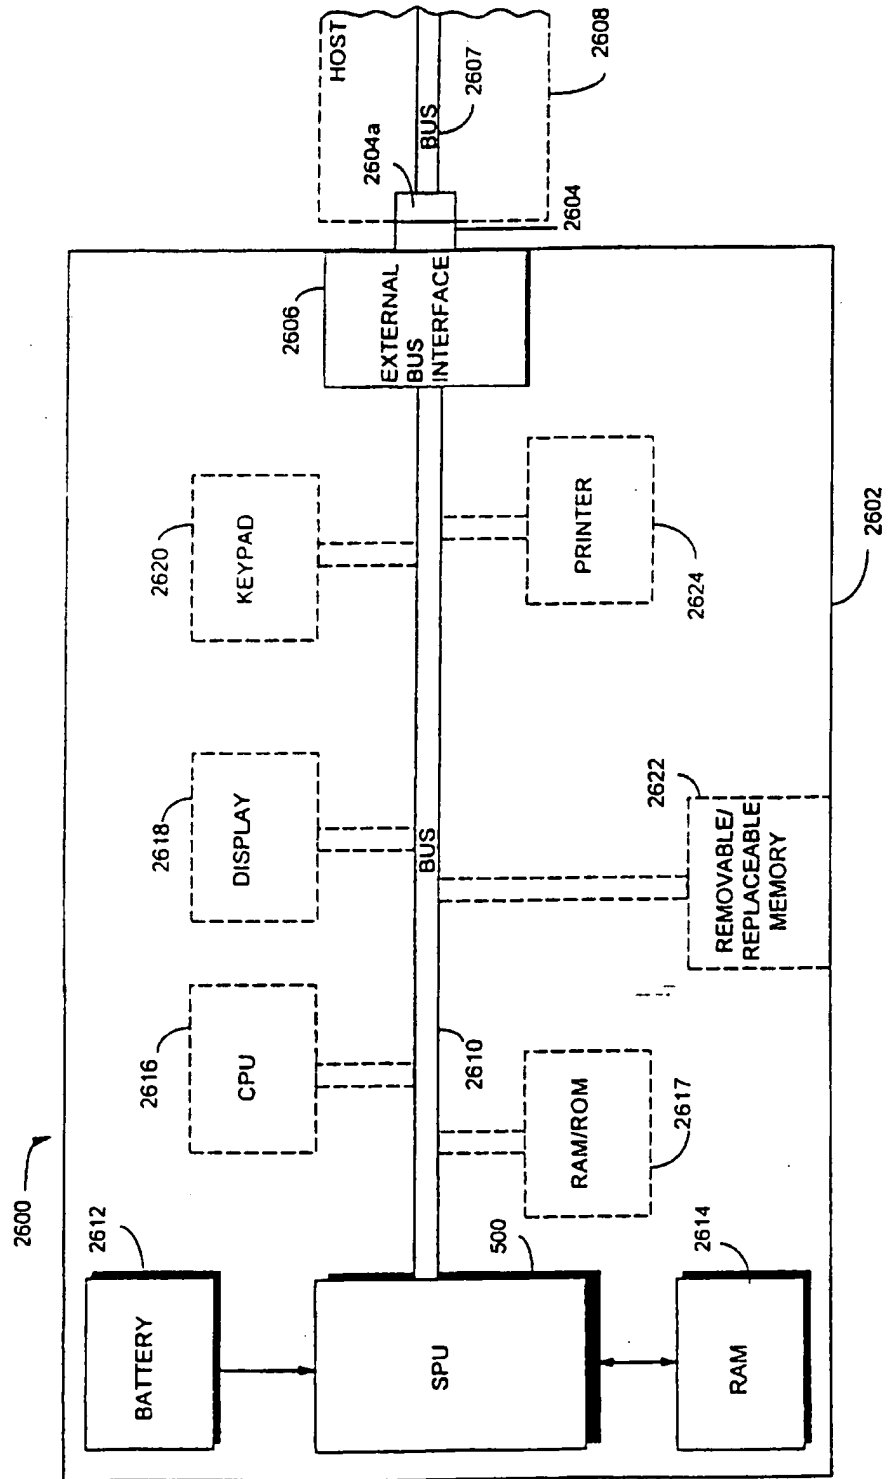 2600
2612
BATTERY
2616
CPU
2618
DISPLAY
2620
KEYPAD
2606
EXTERNAL
BUS
INTERFACE
HOST
2604a
BUS
2607
2604
2608
SPU
500
BUS
2610
RAM/ROM
2617
PRINTER
2624
2622
REMOVABLE/
REPLACEABLE
MEMORY
2614
RAM
2602